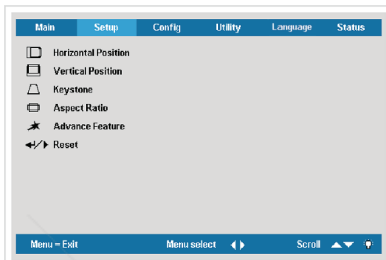 Main Setup Config Utility Language Status
Horizontal Position
Vertical Position
Keystone
Aspect Ratio
Advance Feature
Reset
Menu = Exit Menu select Scroll